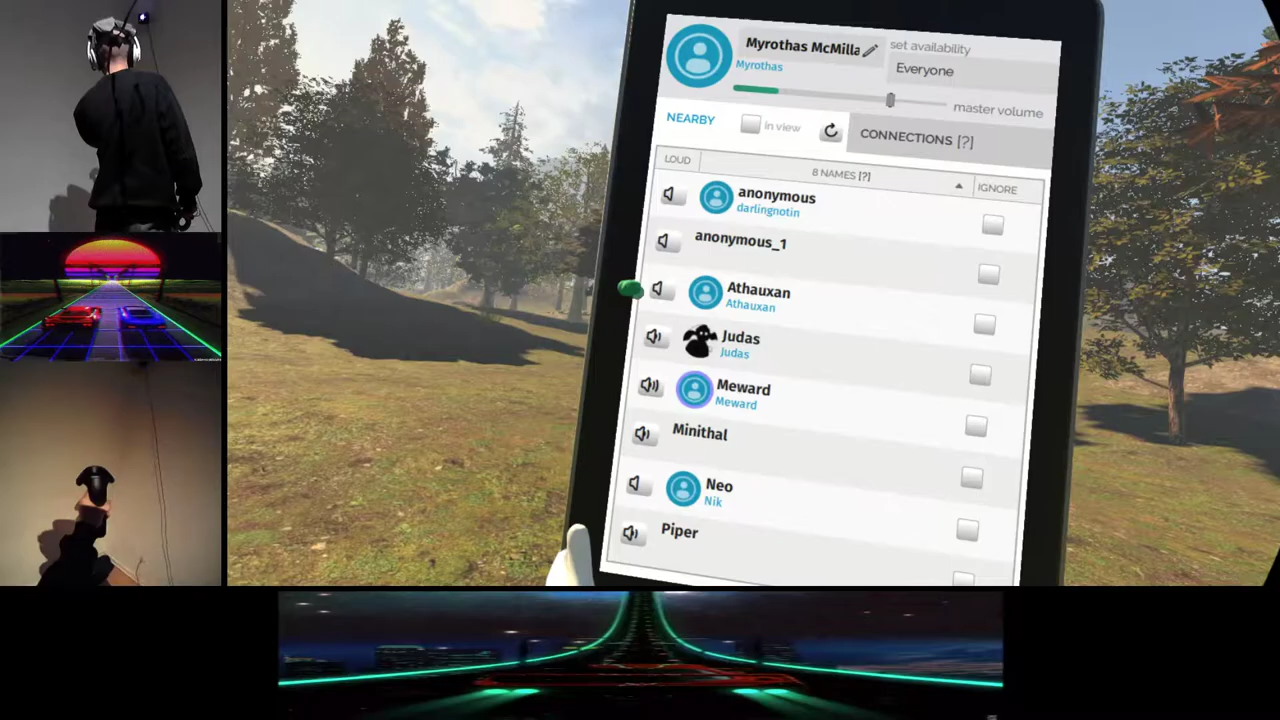 Myrothas McMilla
Myrothas
set availability
Everyone
master volume
NEARBY
in view
CONNECTIONS [?]
LOUD
8 NAMES [?]
IGNORE
anonymous
darlingnotin
anonymous_1
Athauxan
Athauxan
Judas
Judas
Meward
Meward
Minithal
Neo
Nik
Piper